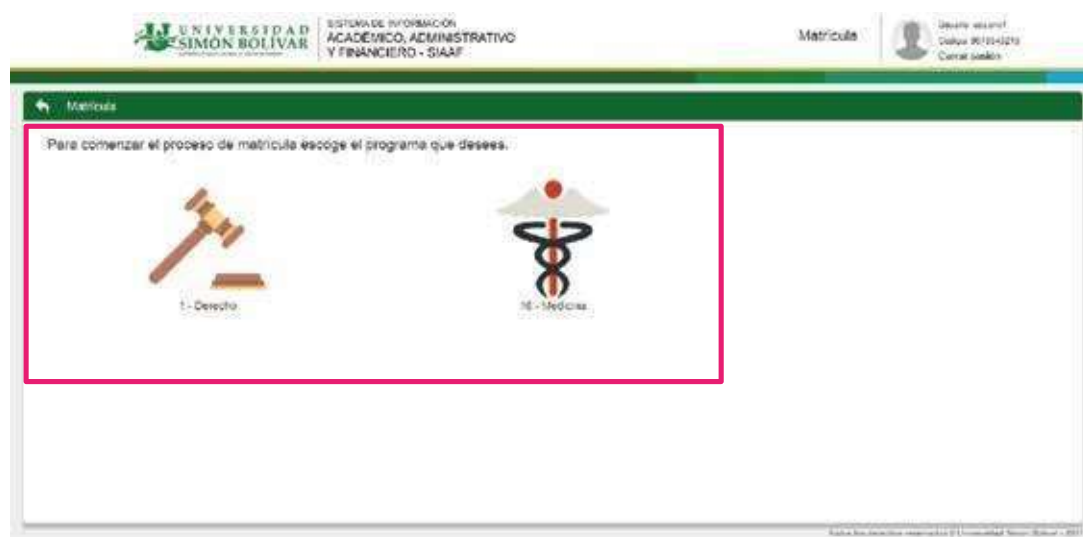 UNIVERSIDAD
SIMÓN BOLÍVAR
SISTEMA DE INFORMACIÓN
ACADÉMICO, ADMINISTRATIVO
Y FINANCIERO - SIAAF
Matrícula
Cerrar sesión
Matrícula
Para comenzar el proceso de matrícula escoge el programa que desees.
1 - Derecho
16 - Medicina